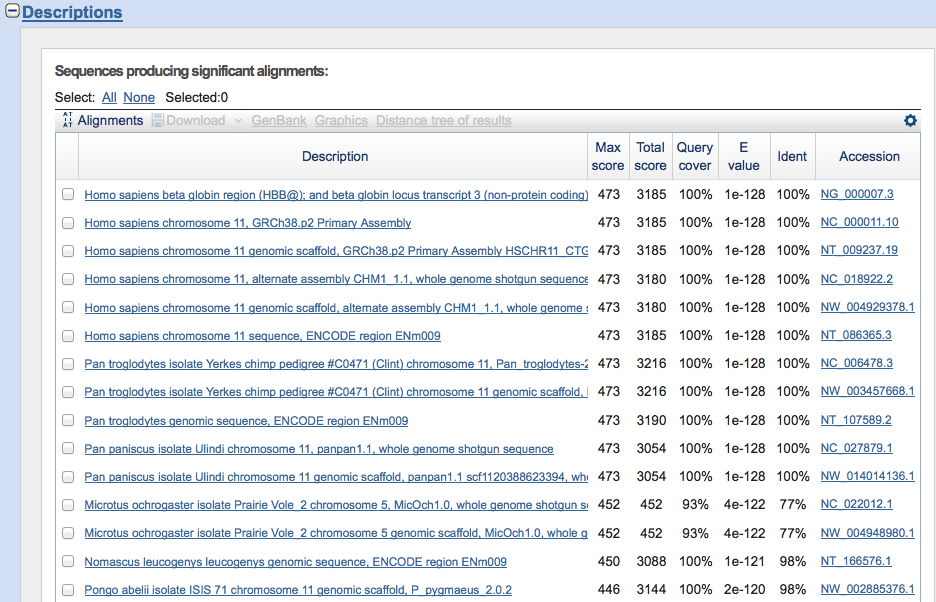 Descriptions
Sequences producing significant alignments:
Select: All None Selected:0
Alignments Download GenBank Graphics Distance tree of results
Description Max score Total score Query cover E value Ident Accession
Homo sapiens beta globin region (HBB@); and beta globin locus transcript 3 (non-protein coding) 473 3185 100% 1e-128 100% NG_000007.3
Homo sapiens chromosome 11, GRCh38.p2 Primary Assembly 473 3185 100% 1e-128 100% NC_000011.10
Homo sapiens chromosome 11 genomic scaffold, GRCh38.p2 Primary Assembly HSCHR11_CTG 473 3185 100% 1e-128 100% NT_009237.19
Homo sapiens chromosome 11, alternate assembly CHM1_1.1, whole genome shotgun sequence 473 3180 100% 1e-128 100% NC_018922.2
Homo sapiens chromosome 11 genomic scaffold, alternate assembly CHM1_1.1, whole genome s 473 3180 100% 1e-128 100% NW_004929378.1
Homo sapiens chromosome 11 sequence, ENCODE region ENm009 473 3185 100% 1e-128 100% NT_086365.3
Pan troglodytes isolate Yerkes chimp pedigree #C0471 (Clint) chromosome 11, Pan_troglodytes-2 473 3216 100% 1e-128 100% NC_006478.3
Pan troglodytes isolate Yerkes chimp pedigree #C0471 (Clint) chromosome 11 genomic scaffold, 473 3216 100% 1e-128 100% NW_003457668.1
Pan troglodytes genomic sequence, ENCODE region ENm009 473 3190 100% 1e-128 100% NT_107589.2
Pan paniscus isolate Ulindi chromosome 11, panpan1.1, whole genome shotgun sequence 473 3054 100% 1e-128 100% NC_027879.1
Pan paniscus isolate Ulindi chromosome 11 genomic scaffold, panpan1.1 scf1120388623394, wh 473 3054 100% 1e-128 100% NW_014014136.1
Microtus ochrogaster isolate Prairie Vole_2 chromosome 5, MicOch1.0, whole genome shotgun s 452 452 93% 4e-122 77% NC_022012.1
Microtus ochrogaster isolate Prairie Vole_2 chromosome 5 genomic scaffold, MicOch1.0, whole g 452 452 93% 4e-122 77% NW_004948980.1
Nomascus leucogenys leucogenys genomic sequence, ENCODE region ENm009 450 3088 100% 1e-121 98% NT_166576.1
Pongo abelii isolate ISIS 71 chromosome 11 genomic scaffold, P_pygmaeus_2.0.2 446 3144 100% 2e-120 98% NW_002885376.1